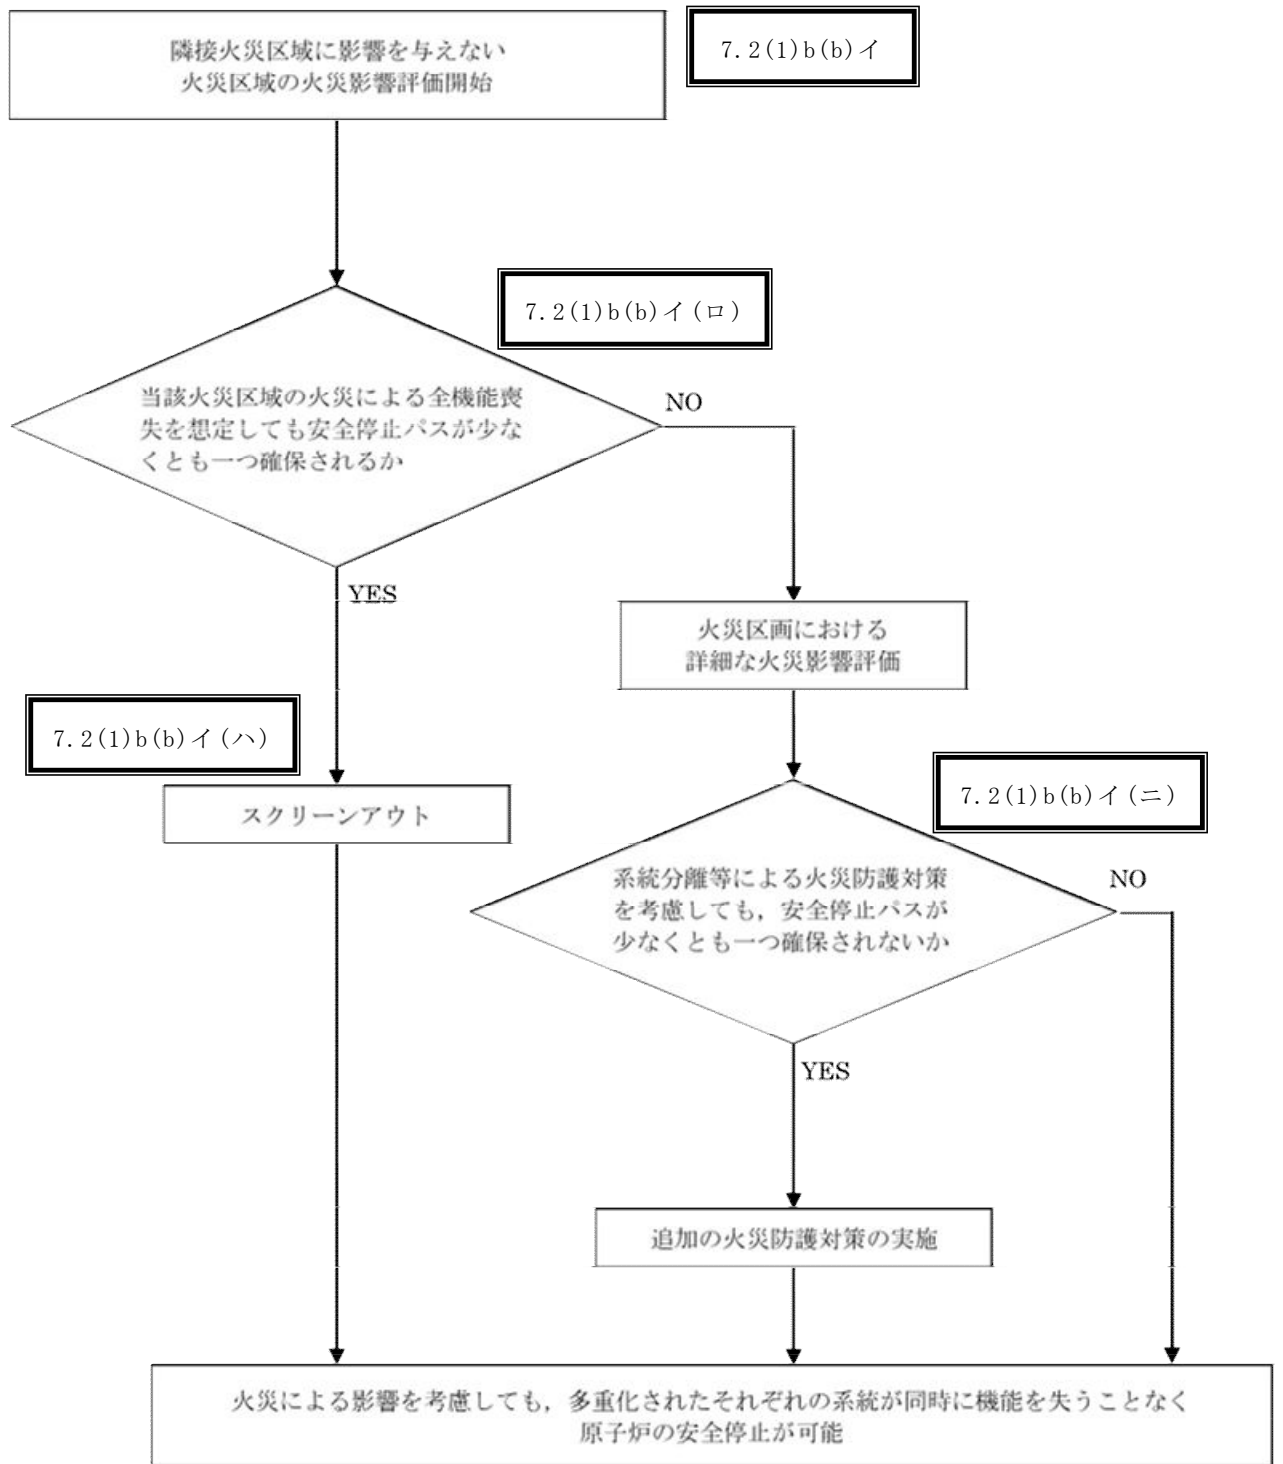 隣接火災区域に影響を与えない
火災区域の火災影響評価開始
7.2(1)b(b)イ
7.2(1)b(b)イ(ロ)
当該火災区域の火災による全機能喪
失を想定しても安全停止パスが少な
くとも一つ確保されるか
NO
YES
火災区画における
詳細な火災影響評価
7.2(1)b(b)イ(ハ)
スクリーンアウト
7.2(1)b(b)イ(ニ)
系統分離等による火災防護対策
を考慮しても，安全停止パスが
少なくとも一つ確保されないか
NO
YES
追加の火災防護対策の実施
火災による影響を考慮しても，多重化されたそれぞれの系統が同時に機能を失うことなく
原子炉の安全停止が可能